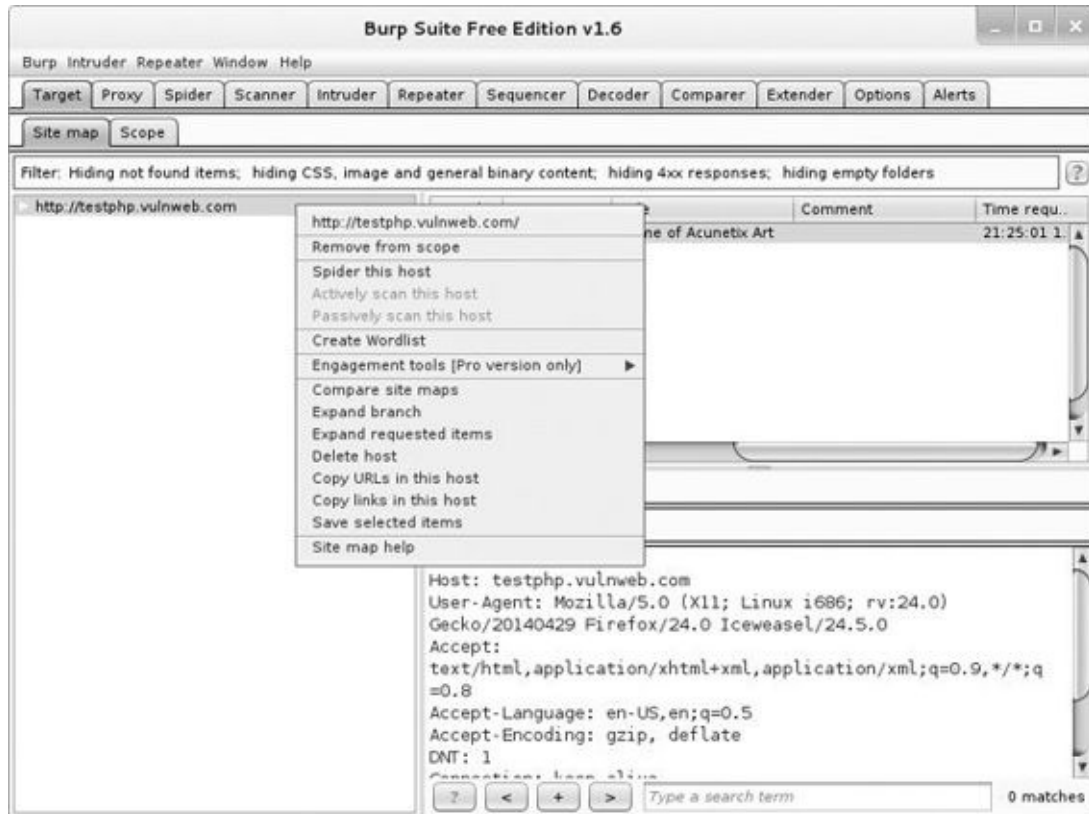 Burp Suite Free Edition v1.6
Burp Intruder Repeater Window Help
Target Proxy Spider Scanner Intruder Repeater Sequencer Decoder Comparer Extender Options Alerts
Site map Scope
Filter: Hiding not found items; hiding CSS, image and general binary content; hiding 4xx responses; hiding empty folders ?
http://testphp.vulnweb.com
Comment Time requ..
of Acunetix Art 21:25:01 1.
http://testphp.vulnweb.com/
Remove from scope
Spider this host
Actively scan this host
Passively scan this host
Create Wordlist
Engagement tools [Pro version only]
Compare site maps
Expand branch
Expand requested items
Delete host
Copy URLs in this host
Copy links in this host
Save selected items
Site map help
Host: testphp.vulnweb.com
User-Agent: Mozilla/5.0 (X11; Linux i686; rv:24.0)
Gecko/20140429 Firefox/24.0 Iceweasel/24.5.0
Accept:
text/html,application/xhtml+xml,application/xml;q=0.9,*/*;q
=0.8
Accept-Language: en-US,en;q=0.5
Accept-Encoding: gzip, deflate
DNT: 1
? < + > Type a search term 0 matches